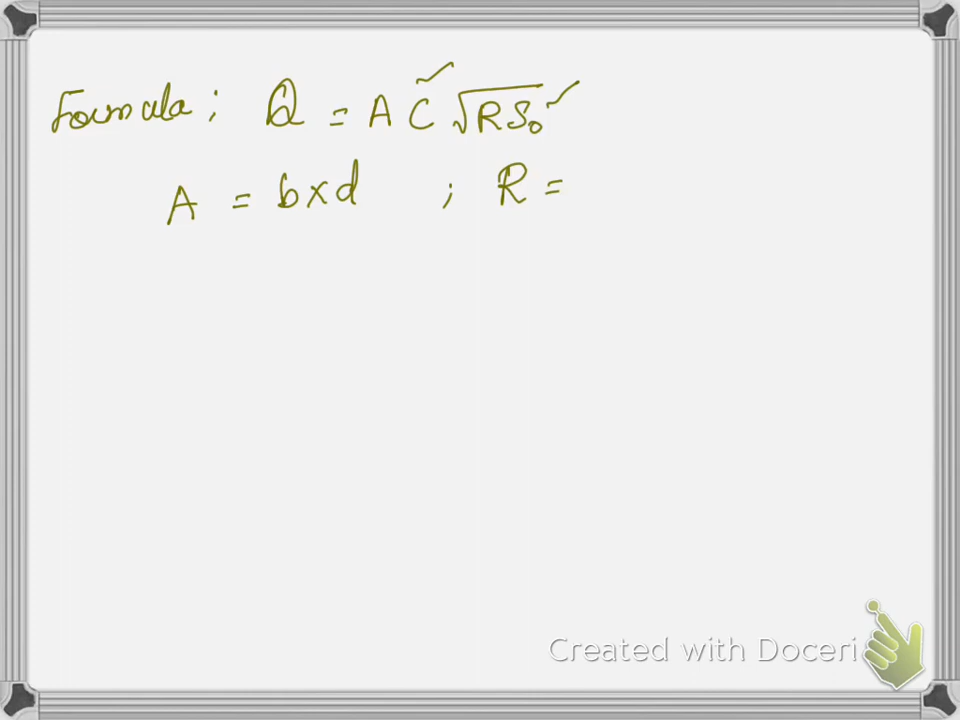 Formula ; Q = A C √RS₀
A = b×d ; R =
Created with Doceri